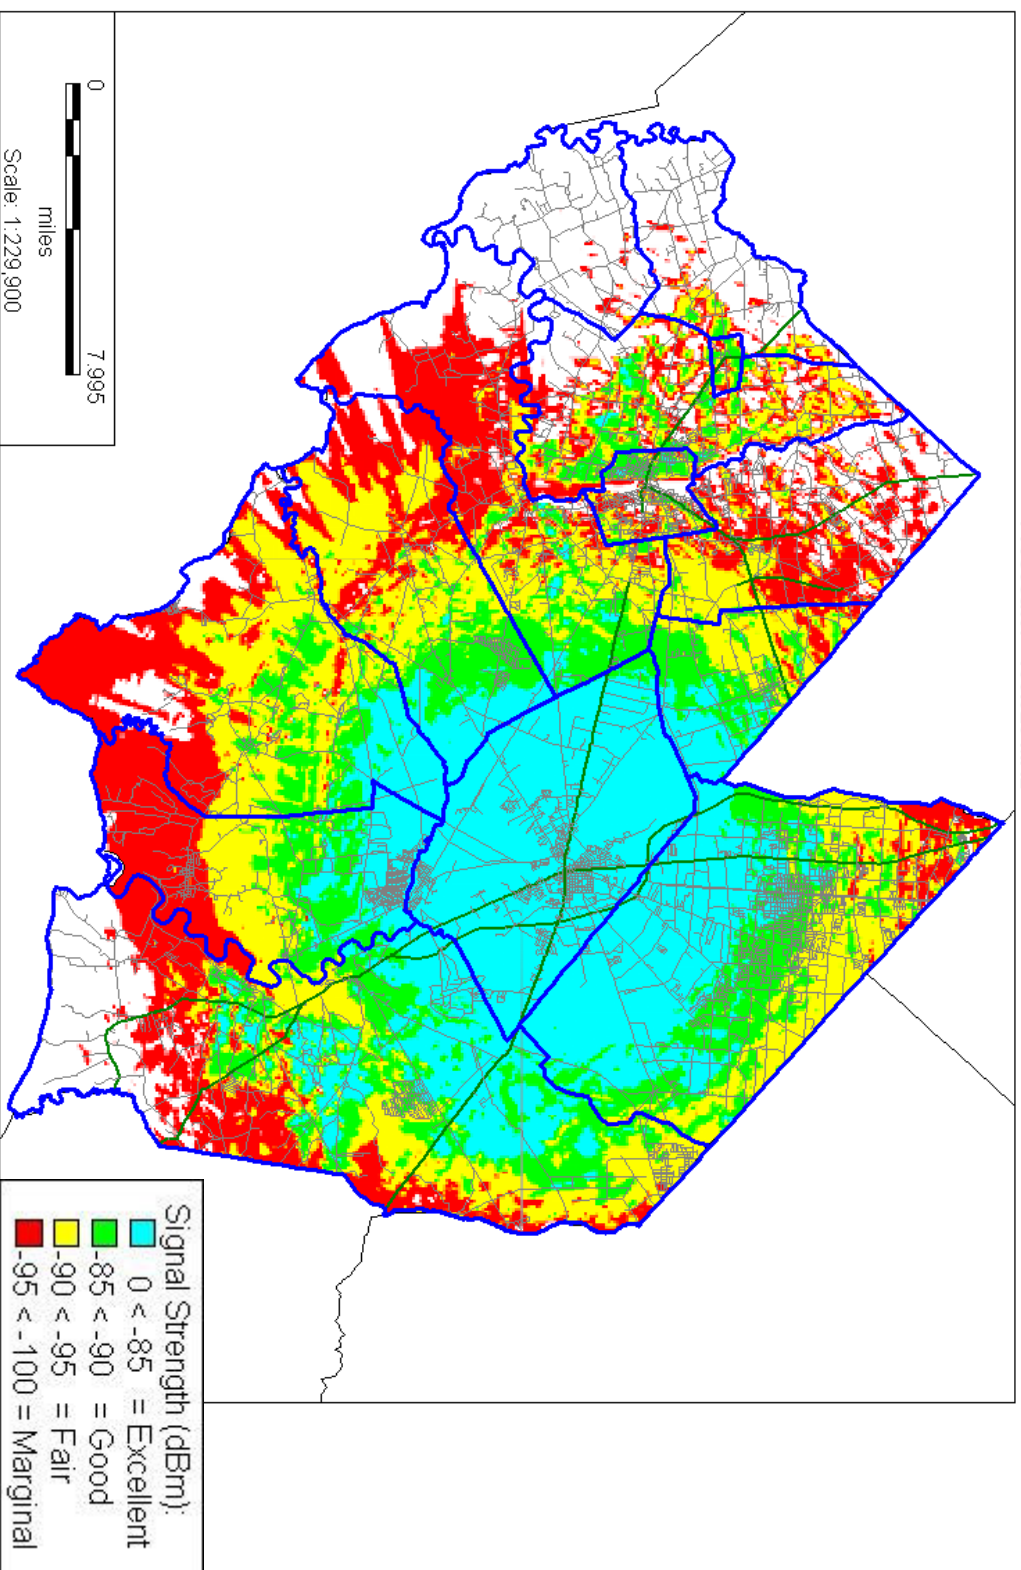 0 7.995
miles
Scale: 1:229,900
Signal Strength (dBm):
0 < -85 = Excellent
-85 < -90 = Good
-90 < -95 = Fair
-95 < -100 = Marginal